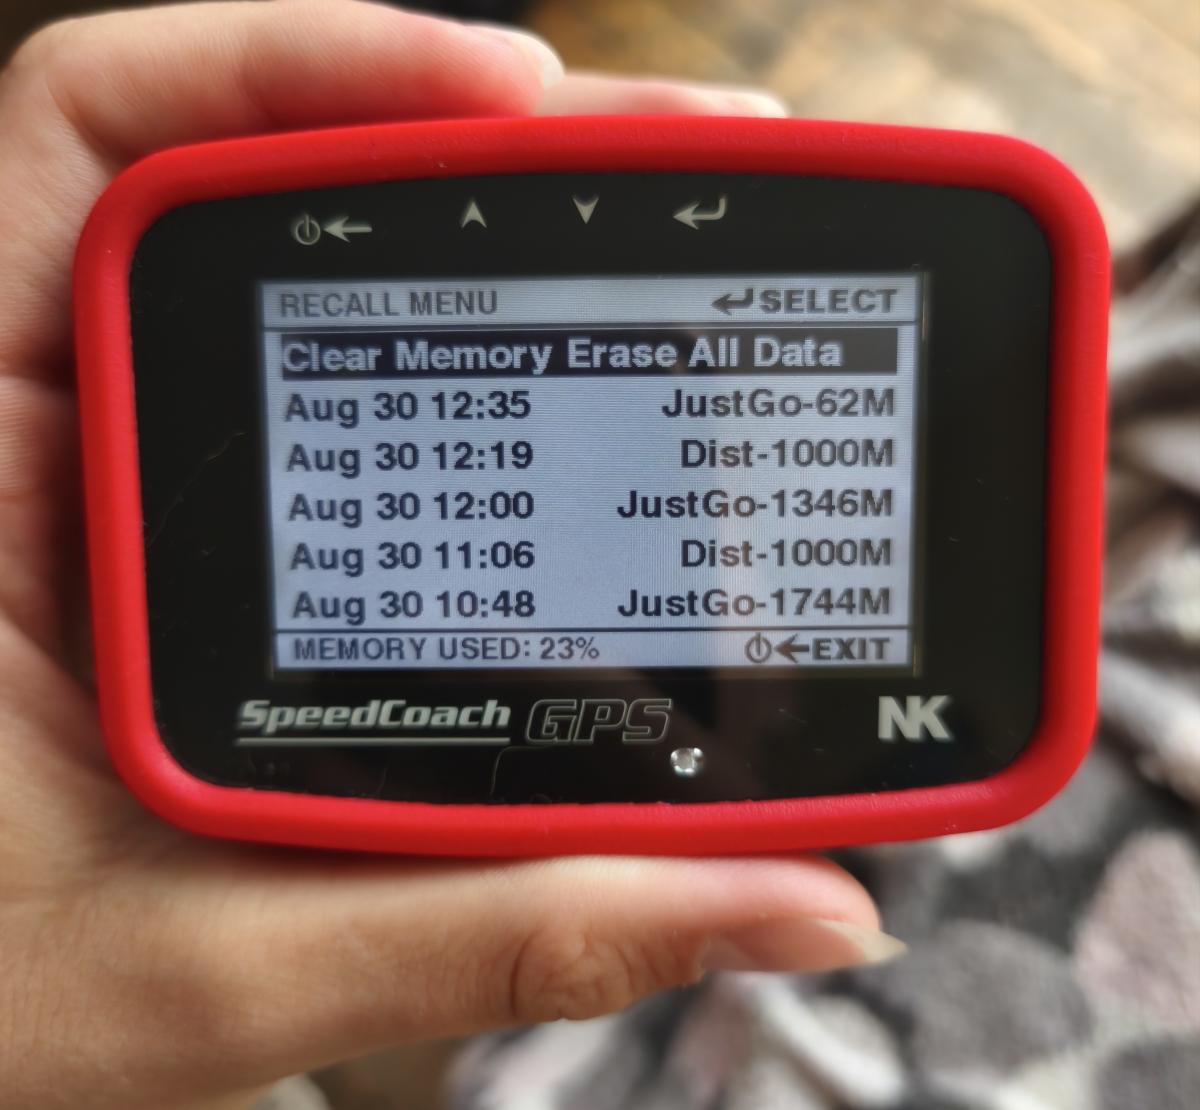 RECALL MENU SELECT
Clear Memory Erase All Data
Aug 30 12:35 JustGo-62M
Aug 30 12:19 Dist-1000M
Aug 30 12:00 JustGo-1346M
Aug 30 11:06 Dist-1000M
Aug 30 10:48 JustGo-1744M
MEMORY USED: 23% EXIT
SpeedCoach GPS NK